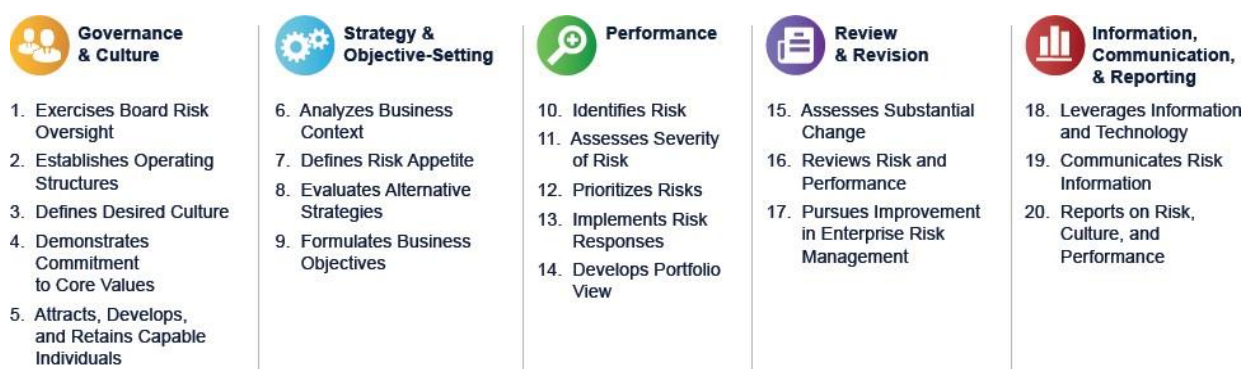 Governance
& Culture
1. Exercises Board Risk
Oversight
2. Establishes Operating
Structures
3. Defines Desired Culture
4. Demonstrates
Commitment
to Core Values
5. Attracts, Develops,
and Retains Capable
Individuals
Strategy &
Objective-Setting
6. Analyzes Business
Context
7. Defines Risk Appetite
8. Evaluates Alternative
Strategies
9. Formulates Business
Objectives
Performance
10. Identifies Risk
11. Assesses Severity
of Risk
12. Prioritizes Risks
13. Implements Risk
Responses
14. Develops Portfolio
View
Review
& Revision
15. Assesses Substantial
Change
16. Reviews Risk and
Performance
17. Pursues Improvement
in Enterprise Risk
Management
Information,
Communication,
& Reporting
18. Leverages Information
and Technology
19. Communicates Risk
Information
20. Reports on Risk,
Culture, and
Performance